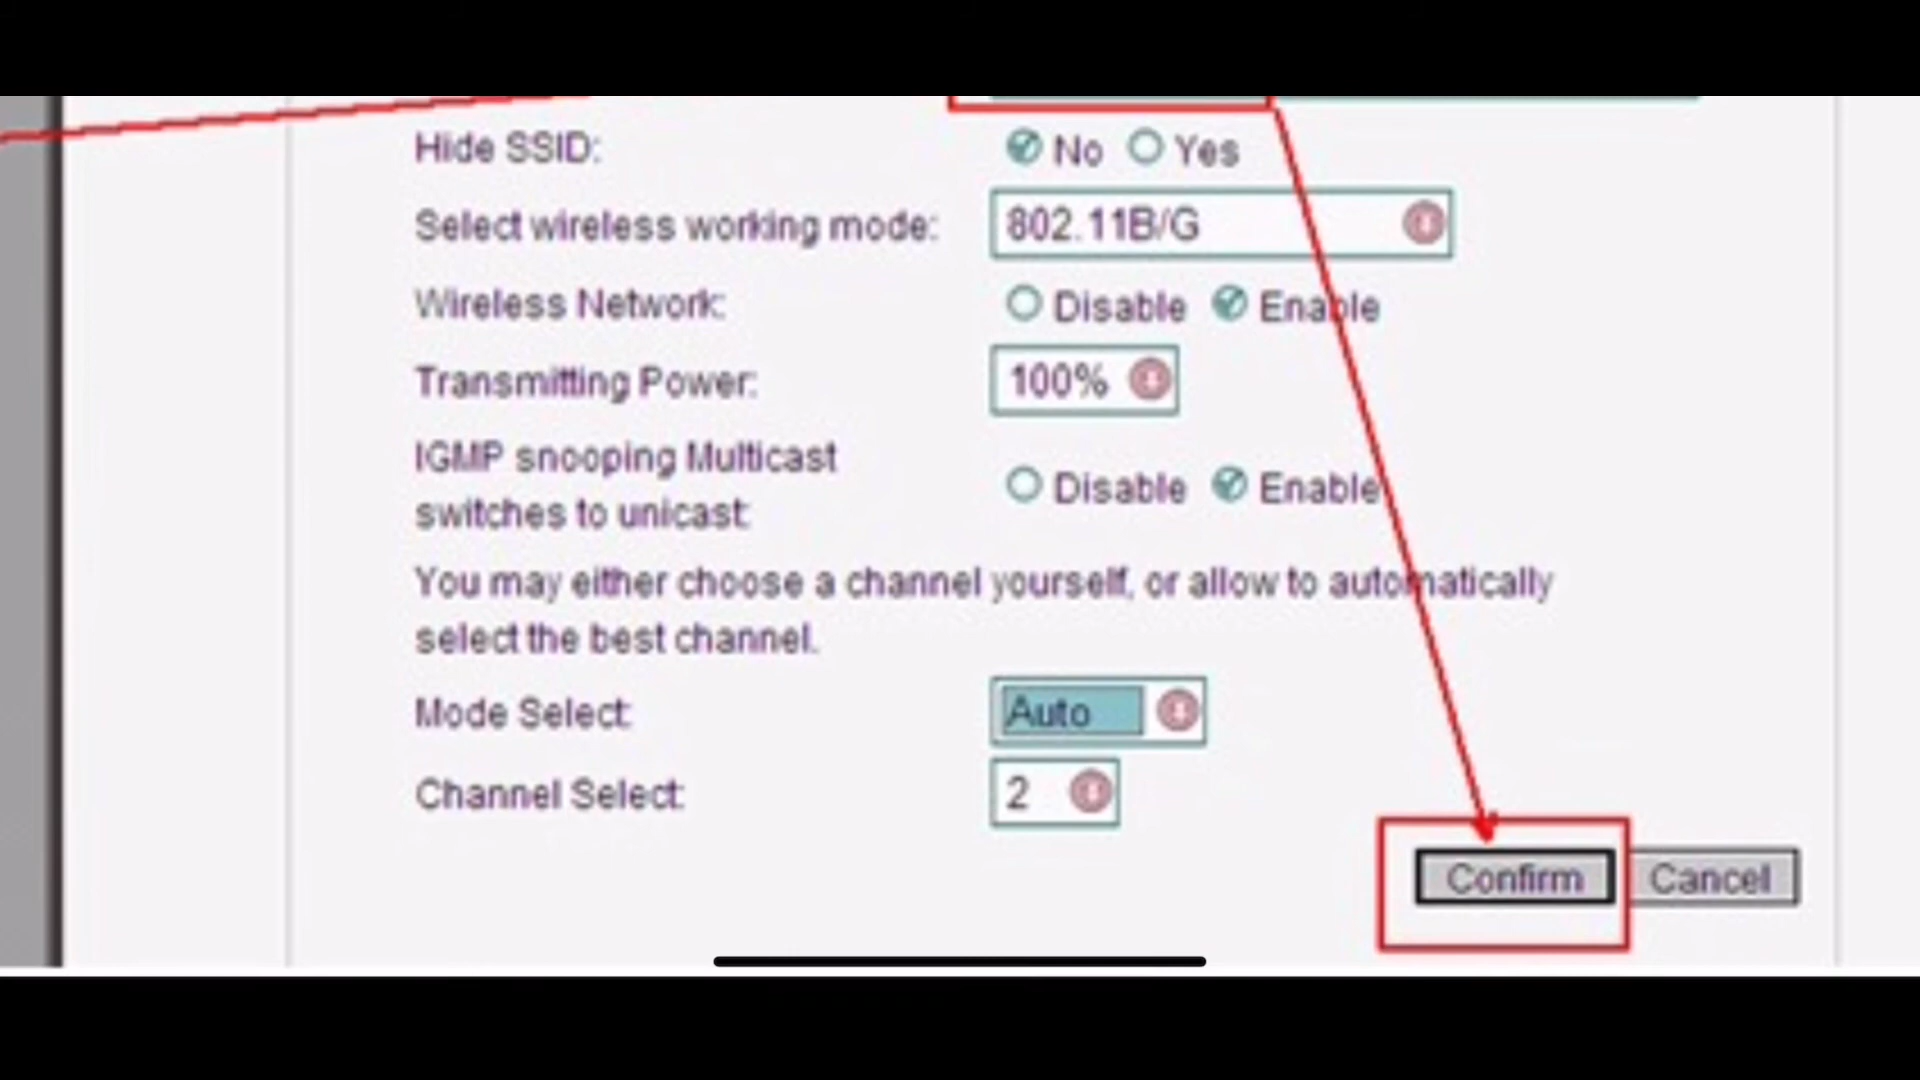 Hide SSID: No Yes
Select wireless working mode: 802.11B/G
Wireless Network: Disable Enable
Transmitting Power: 100%
IGMP snooping Multicast
switches to unicast: Disable Enable
You may either choose a channel yourself, or allow to automatically
select the best channel.
Mode Select: Auto
Channel Select: 2
Confirm Cancel